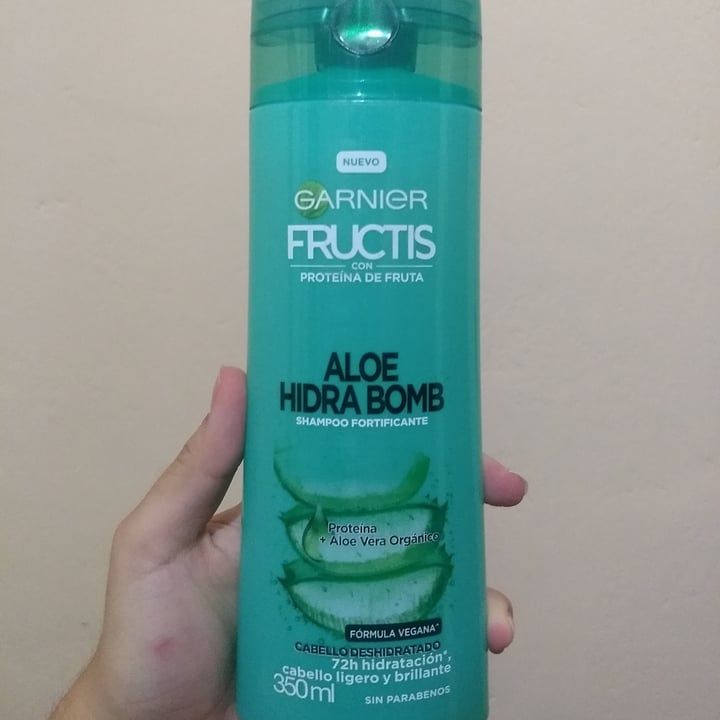 NUEVO
GARNIER
FRUCTIS
CON
PROTEÍNA DE FRUTA
ALOE
HIDRA BOMB
SHAMPOO FORTIFICANTE
Proteína
+ Aloe Vera Orgánico
FÓRMULA VEGANA*
CABELLO DESHIDRATADO
72h hidratación*,
cabello ligero y brillante
350ml
SIN PARABENOS